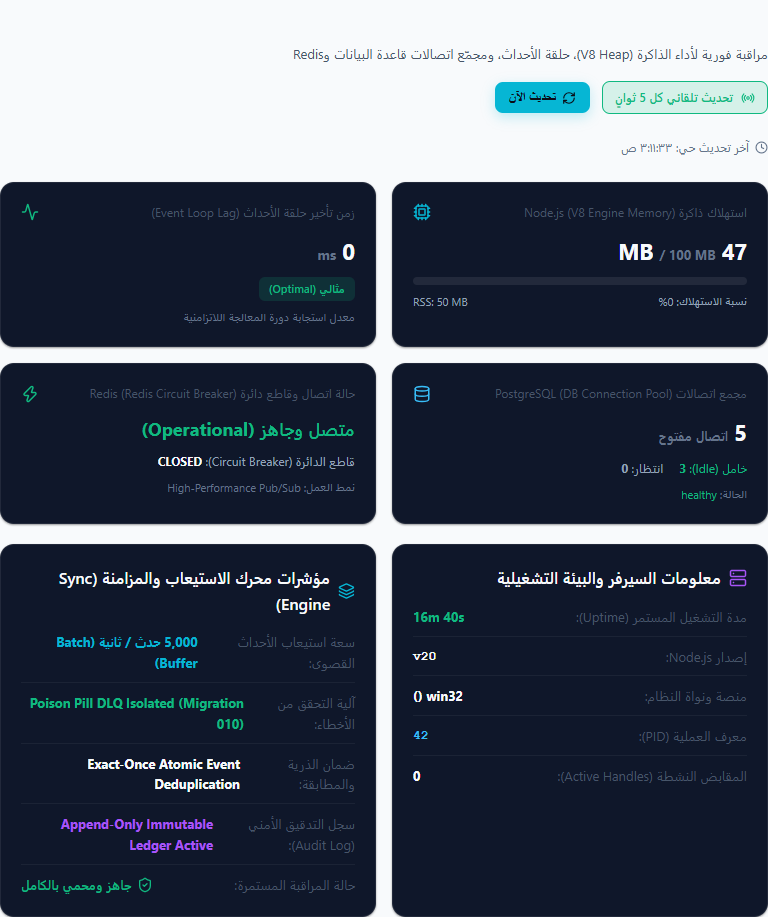 مراقبة فورية لأداء الذاكرة (V8 Heap)، حلقة الأحداث، ومجمّع اتصالات قاعدة البيانات وRedis
تحديث تلقائي كل 5 ثوانٍ
تحديث الآن
آخر تحديث حي: ٣:١١:٣٣ ص
استهلاك ذاكرة Node.js (V8 Engine Memory)
47 MB / 100 MB
نسبة الاستهلاك: 0%
RSS: 50 MB
زمن تأخير حلقة الأحداث (Event Loop Lag)
0 ms
مثالي (Optimal)
معدل استجابة دورة المعالجة اللاتزامنية
مجمع اتصالات PostgreSQL (DB Connection Pool)
5 اتصال مفتوح
خامل (Idle): 3
انتظار: 0
الحالة: healthy
حالة اتصال وقاطع دائرة Redis (Redis Circuit Breaker)
متصل وجاهز (Operational)
قاطع الدائرة (Circuit Breaker): CLOSED
نمط العمل: High-Performance Pub/Sub
معلومات السيرفر والبيئة التشغيلية
مدة التشغيل المستمر (Uptime):
16m 40s
إصدار Node.js:
v20
منصة ونواة النظام:
win32 ()
معرف العملية (PID):
42
المقابض النشطة (Active Handles):
0
مؤشرات محرك الاستيعاب والمزامنة (Sync
Engine)
سعة استيعاب الأحداث
القصوى:
5,000 حدث / ثانية (Batch
Buffer)
آلية التحقق من
الأخطاء:
Poison Pill DLQ Isolated (Migration
010)
ضمان الذرية
والمطابقة:
Exact-Once Atomic Event
Deduplication
سجل التدقيق الأمني
(Audit Log):
Append-Only Immutable
Ledger Active
حالة المراقبة المستمرة:
جاهز ومحمي بالكامل